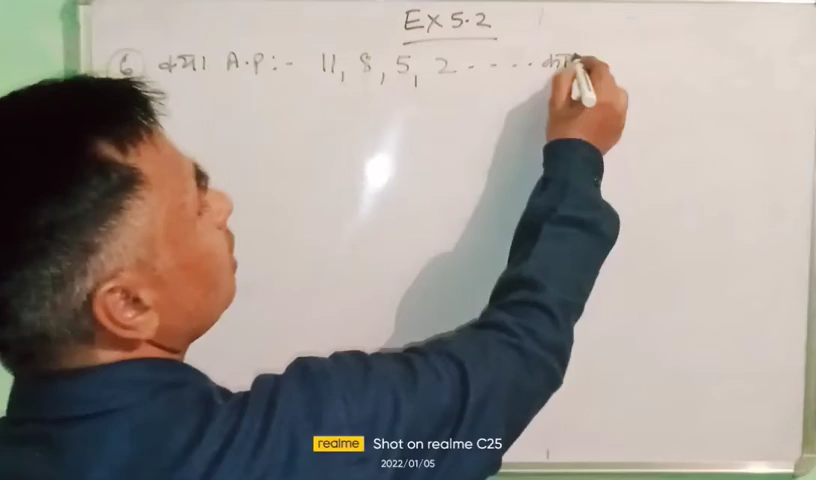 Ex 5.2
6 क्या A.P:- 11, 8, 5, 2 .....
realme Shot on realme C25
2022/01/05